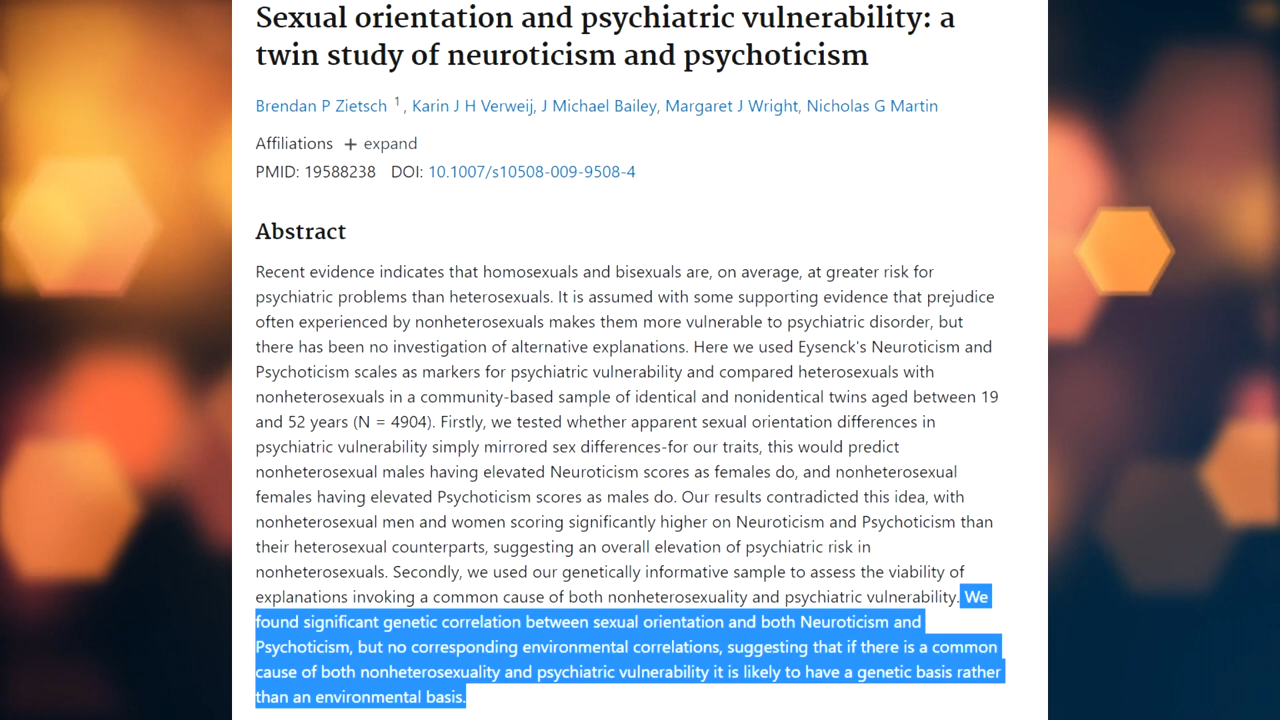 Sexual orientation and psychiatric vulnerability: a
twin study of neuroticism and psychoticism
Brendan P Zietsch 1, Karin J H Verweij, J Michael Bailey, Margaret J Wright, Nicholas G Martin
Affiliations + expand
PMID: 19588238 DOI: 10.1007/s10508-009-9508-4
Abstract
Recent evidence indicates that homosexuals and bisexuals are, on average, at greater risk for
psychiatric problems than heterosexuals. It is assumed with some supporting evidence that prejudice
often experienced by nonheterosexuals makes them more vulnerable to psychiatric disorder, but
there has been no investigation of alternative explanations. Here we used Eysenck's Neuroticism and
Psychoticism scales as markers for psychiatric vulnerability and compared heterosexuals with
nonheterosexuals in a community-based sample of identical and nonidentical twins aged between 19
and 52 years (N = 4904). Firstly, we tested whether apparent sexual orientation differences in
psychiatric vulnerability simply mirrored sex differences-for our traits, this would predict
nonheterosexual males having elevated Neuroticism scores as females do, and nonheterosexual
females having elevated Psychoticism scores as males do. Our results contradicted this idea, with
nonheterosexual men and women scoring significantly higher on Neuroticism and Psychoticism than
their heterosexual counterparts, suggesting an overall elevation of psychiatric risk in
nonheterosexuals. Secondly, we used our genetically informative sample to assess the viability of
explanations invoking a common cause of both nonheterosexuality and psychiatric vulnerability. We
found significant genetic correlation between sexual orientation and both Neuroticism and
Psychoticism, but no corresponding environmental correlations, suggesting that if there is a common
cause of both nonheterosexuality and psychiatric vulnerability it is likely to have a genetic basis rather
than an environmental basis.